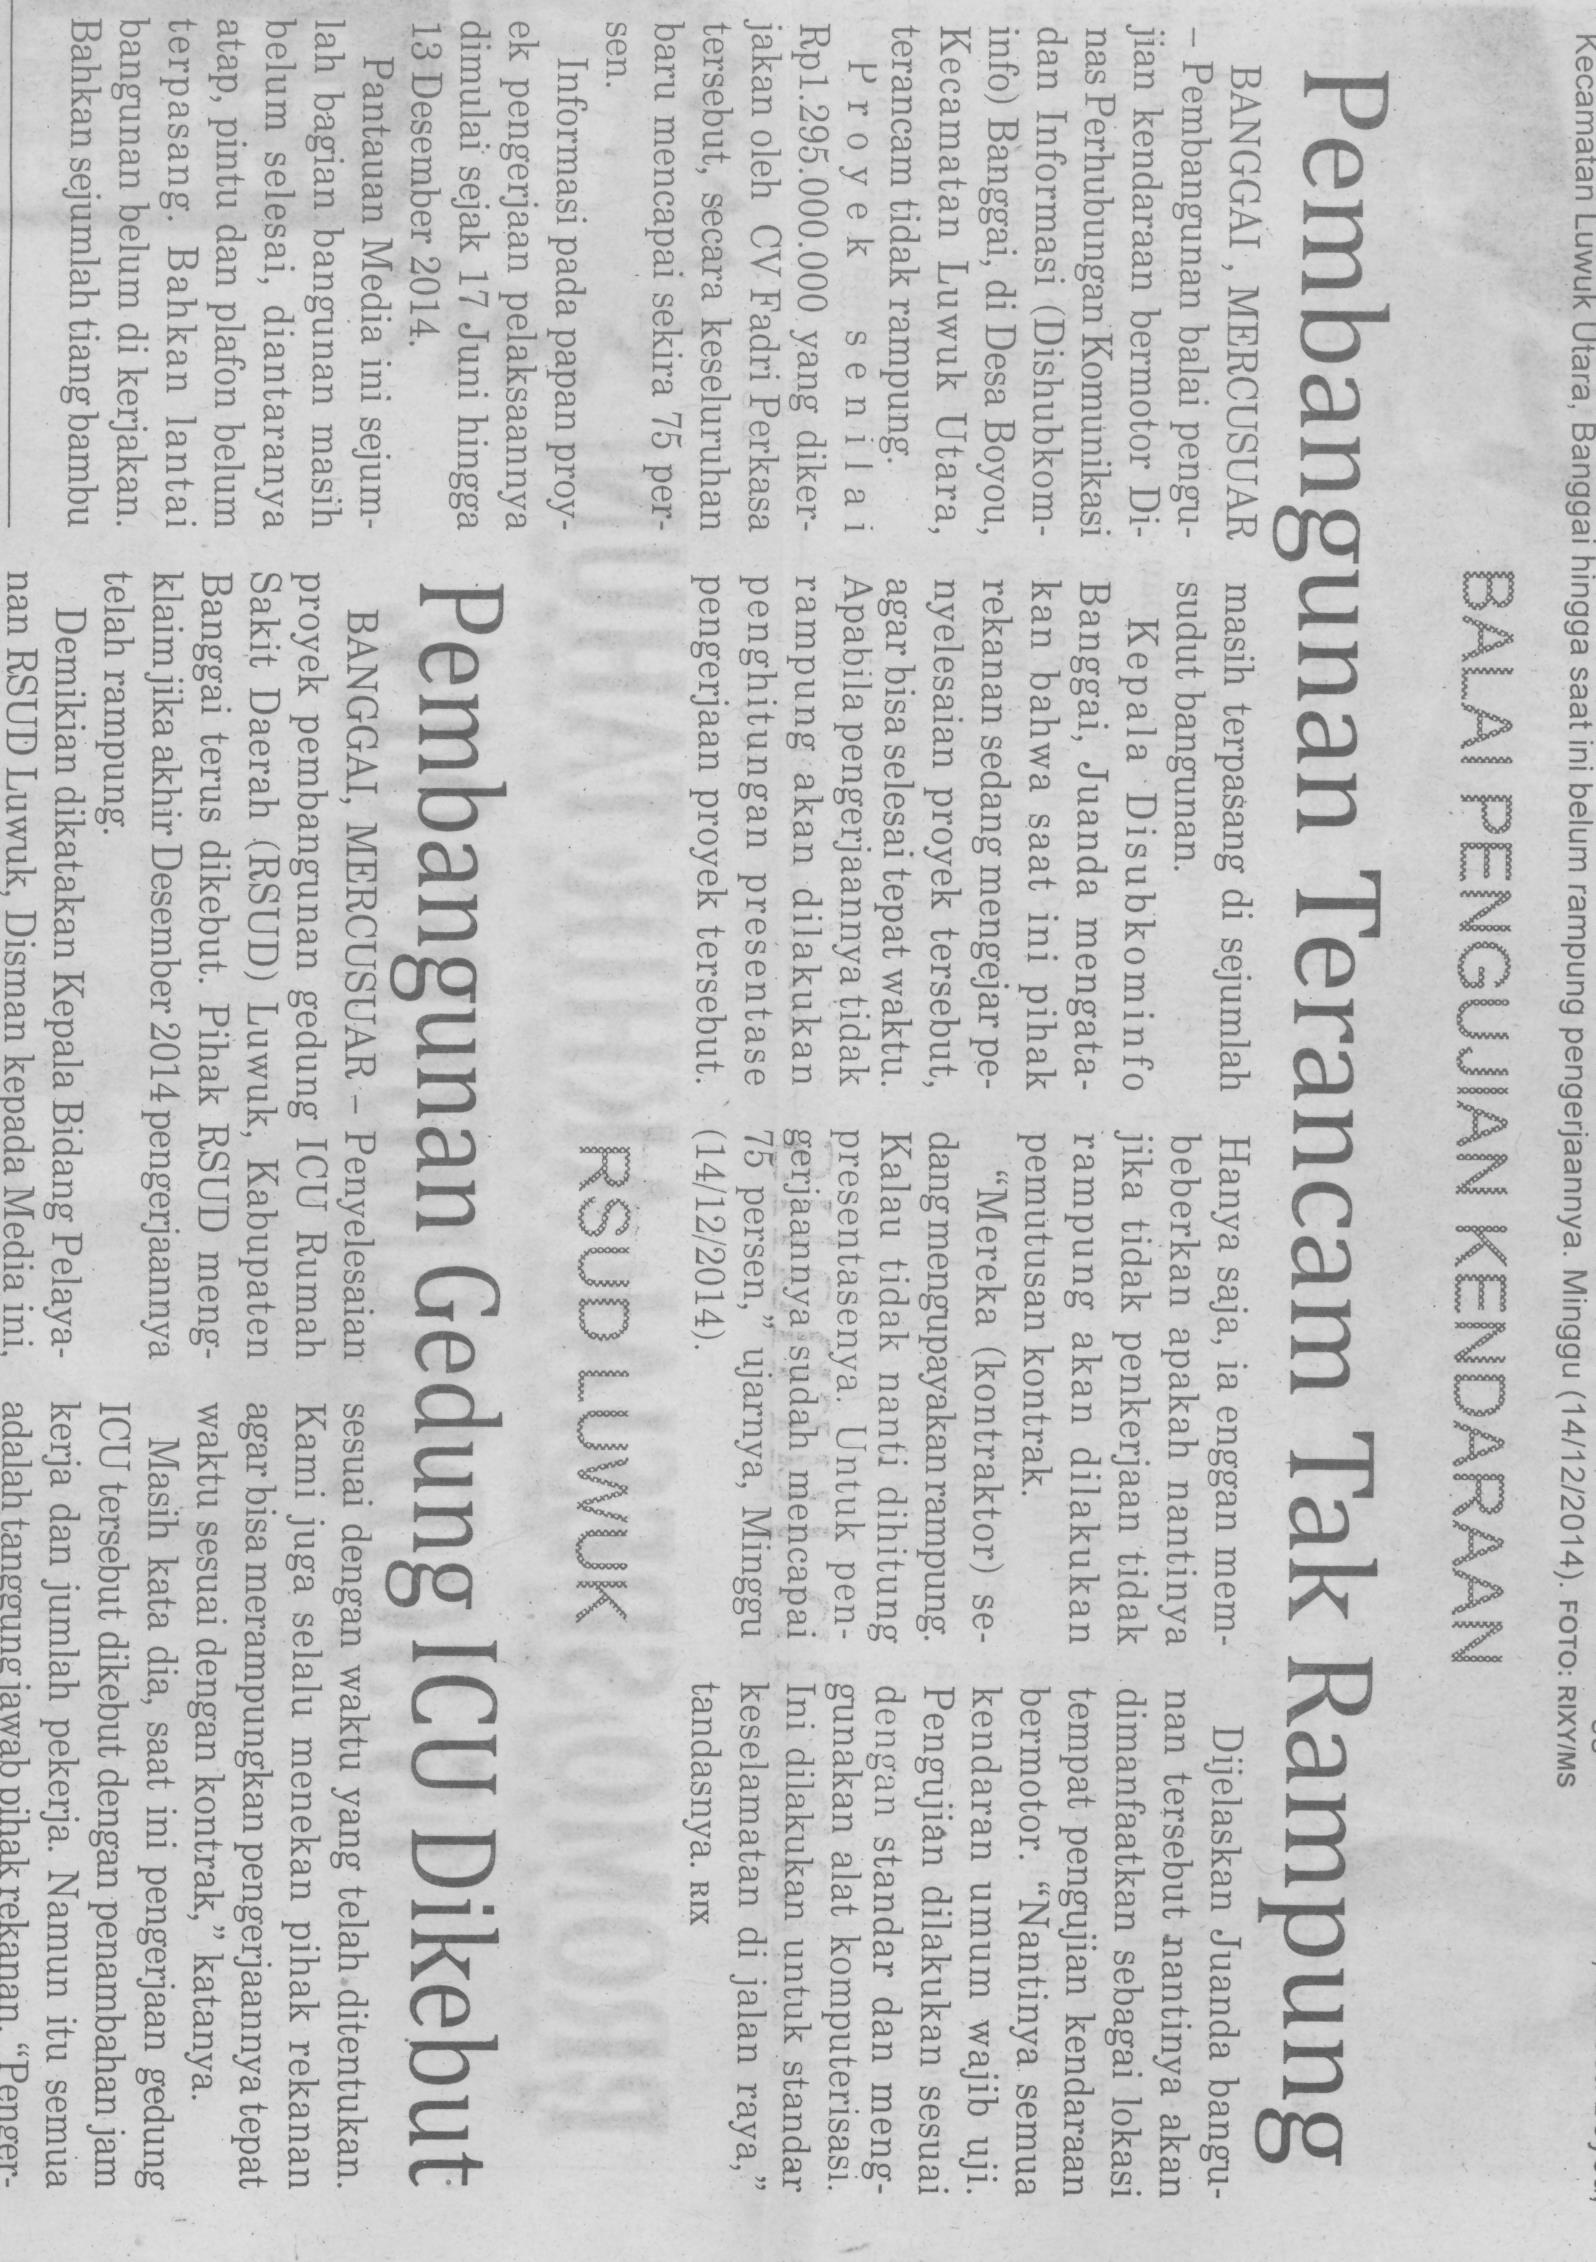 Kecamatan Luwuk Utara, Banggai hingga saat ini belum rampung pengerjaannya. Minggu (14/12/2014). FOTO: RIXY/MS
BALAI PENGUJIAN KENDARAAN
Pembangunan Terancam Tak Rampung
BANGGAI , MERCUSUAR
– Pembangunan balai pengu-
jian kendaraan bermotor Di-
nas Perhubungan Komunikasi
dan Informasi (Dishubkom-
info) Banggai, di Desa Boyou,
Kecamatan Luwuk Utara,
terancam tidak rampung.
Proyek senilai
Rp1.295.000.000 yang diker-
jakan oleh CV Fadri Perkasa
tersebut, secara keseluruhan
baru mencapai sekira 75 per-
sen.
Informasi pada papan proy-
ek pengerjaan pelaksaannya
dimulai sejak 17 Juni hingga
13 Desember 2014.
Pantauan Media ini sejum-
lah bagian bangunan masih
belum selesai, diantaranya
atap, pintu dan plafon belum
terpasang. Bahkan lantai
bangunan belum di kerjakan.
Bahkan sejumlah tiang bambu
masih terpasang di sejumlah
sudut bangunan.
Kepala Disubkominfo
Banggai, Juanda mengata-
kan bahwa saat ini pihak
rekanan sedang mengejar pe-
nyelesaian proyek tersebut,
agar bisa selesai tepat waktu.
Apabila pengerjaannya tidak
rampung akan dilakukan
penghitungan presentase
pengerjaan proyek tersebut.
Hanya saja, ia enggan mem-
beberkan apakah nantinya
jika tidak penkerjaan tidak
rampung akan dilakukan
pemutusan kontrak.
“Mereka (kontraktor) se-
dang mengupayakan rampung.
Kalau tidak nanti dihitung
presentasenya. Untuk pen-
gerjaannya sudah mencapai
75 persen,” ujarnya, Minggu
(14/12/2014).
Dijelaskan Juanda bangu-
nan tersebut nantinya akan
dimanfaatkan sebagai lokasi
tempat pengujian kendaraan
bermotor. “Nantinya semua
kendaran umum wajib uji.
Pengujian dilakukan sesuai
dengan standar dan meng-
gunakan alat komputerisasi.
Ini dilakukan untuk standar
keselamatan di jalan raya,”
tandasnya. RIX
RSUD LUWUK
Pembangunan Gedung ICU Dikebut
BANGGAI, MERCUSUAR – Penyelesaian
proyek pembangunan gedung ICU Rumah
Sakit Daerah (RSUD) Luwuk, Kabupaten
Banggai terus dikebut. Pihak RSUD meng-
klaim jika akhir Desember 2014 pengerjaannya
telah rampung.
Demikian dikatakan Kepala Bidang Pelaya-
nan RSUD Luwuk, Disman kepada Media ini,
sesuai dengan waktu yang telah ditentukan.
Kami juga selalu menekan pihak rekanan
agar bisa merampungkan pengerjaannya tepat
waktu sesuai dengan kontrak,” katanya.
Masih kata dia, saat ini pengerjaan gedung
ICU tersebut dikebut dengan penambahan jam
kerja dan jumlah pekerja. Namun itu semua
adalah tanggung jawab pihak rekanan. “Penger-